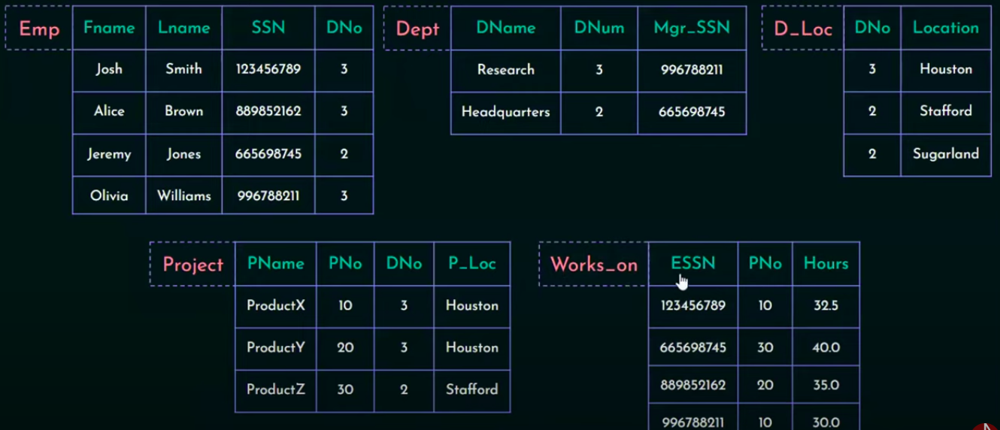 Emp Fname Lname SSN DNo
Josh Smith 123456789 3
Alice Brown 889852162 3
Jeremy Jones 665698745 2
Olivia Williams 996788211 3
Dept DName DNum Mgr_SSN
Research 3 996788211
Headquarters 2 665698745
D_Loc DNo Location
3 Houston
2 Stafford
2 Sugarland
Project PName PNo DNo P_Loc
ProductX 10 3 Houston
ProductY 20 3 Houston
ProductZ 30 2 Stafford
Works_on ESSN PNo Hours
123456789 10 32.5
665698745 30 40.0
889852162 20 35.0
996788211 10 30.0